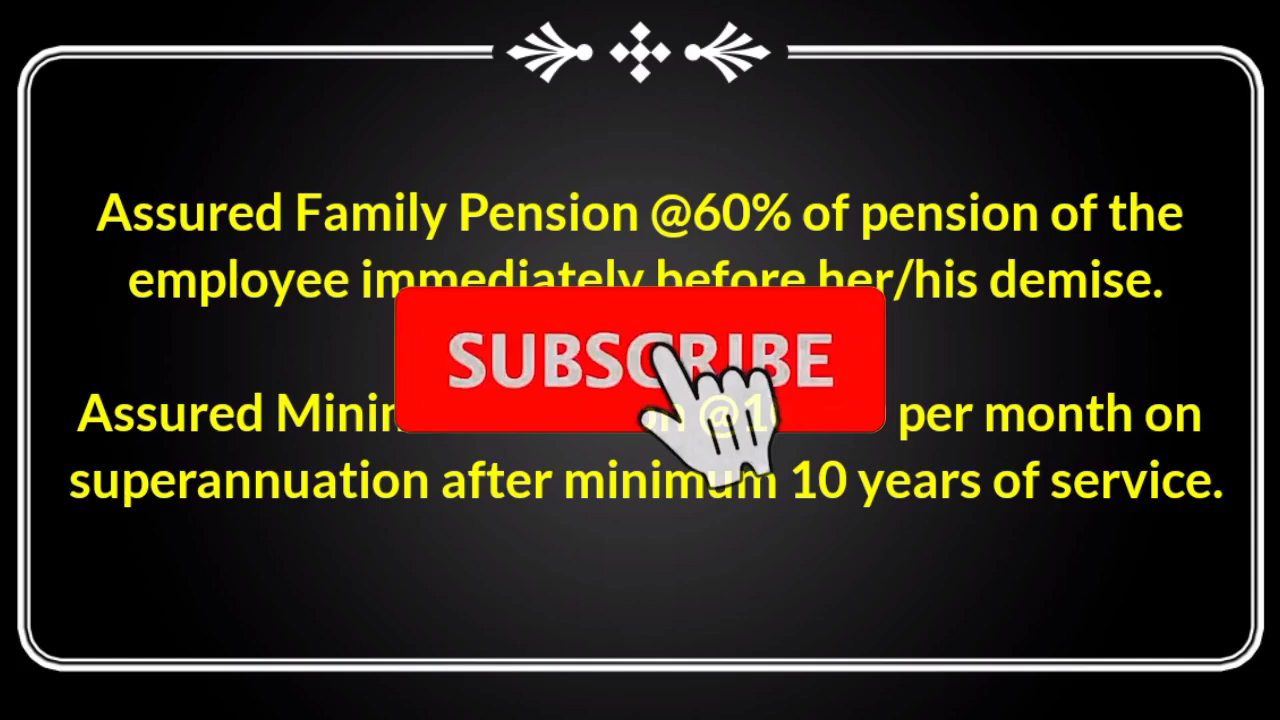 Assured Family Pension @60% of pension of the
employee immediately before her/his demise.
SUBSCRIBE
Assured per month on
superannuation after minimum 10 years of service.